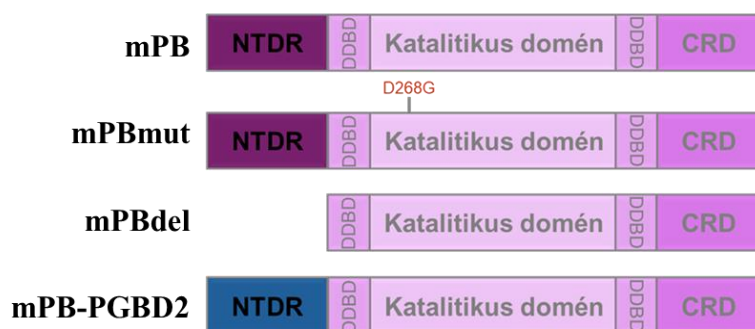 mPB NTDR DDBD Katalitikus domén DDBD CRD
D268G
mPBmut NTDR DDBD Katalitikus domén DDBD CRD
mPBdel DDBD Katalitikus domén DDBD CRD
mPB-PGBD2 NTDR DDBD Katalitikus domén DDBD CRD